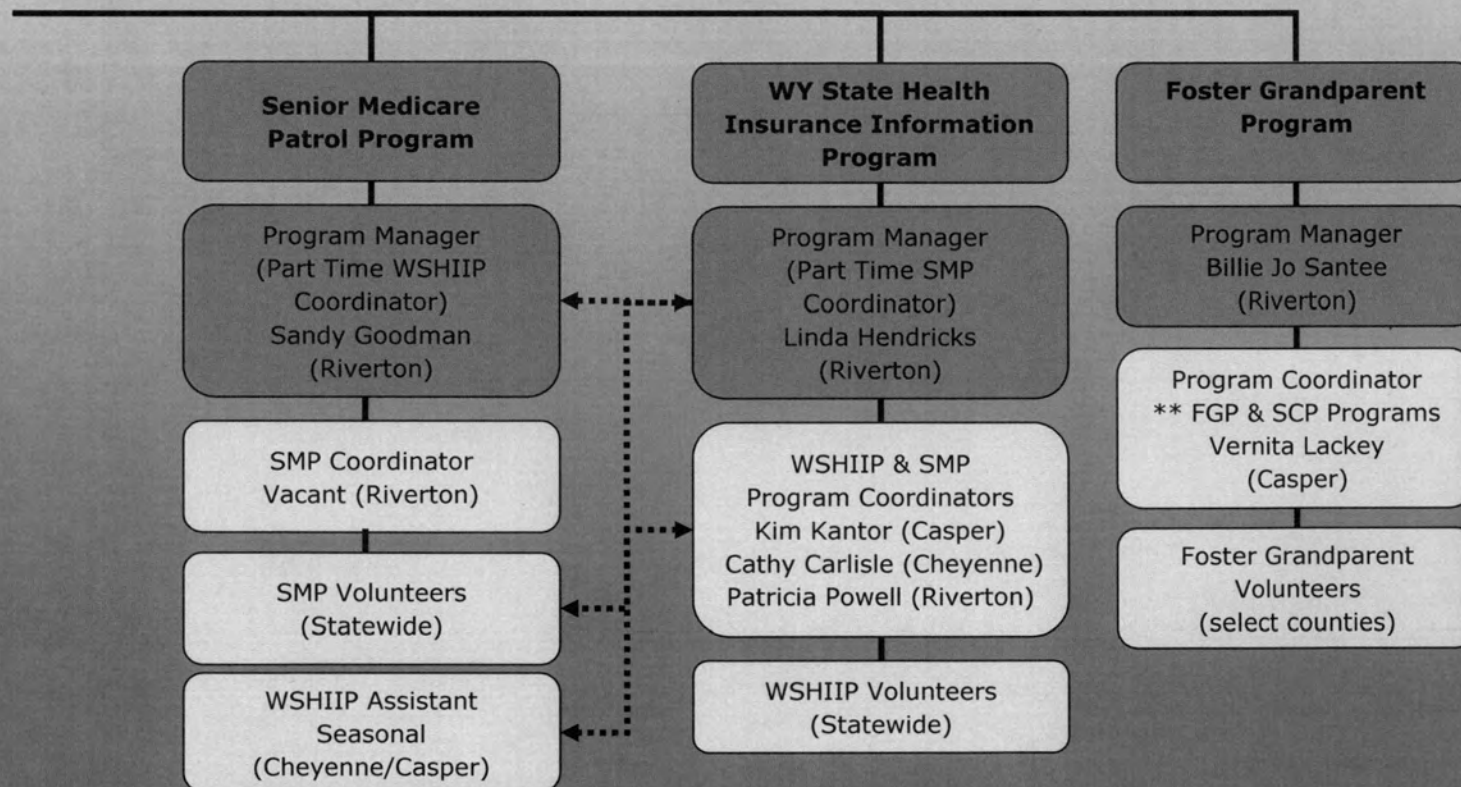 Senior Medicare
Patrol Program
Program Manager
(Part Time WSHIIP
Coordinator)
Sandy Goodman
(Riverton)
SMP Coordinator
Vacant (Riverton)
SMP Volunteers
(Statewide)
WSHIIP Assistant
Seasonal
(Cheyenne/Casper)
WY State Health
Insurance Information
Program
Program Manager
(Part Time SMP
Coordinator)
Linda Hendricks
(Riverton)
WSHIIP & SMP
Program Coordinators
Kim Kantor (Casper)
Cathy Carlisle (Cheyenne)
Patricia Powell (Riverton)
WSHIIP Volunteers
(Statewide)
Foster Grandparent
Program
Program Manager
Billie Jo Santee
(Riverton)
Program Coordinator
** FGP & SCP Programs
Vernita Lackey
(Casper)
Foster Grandparent
Volunteers
(select counties)